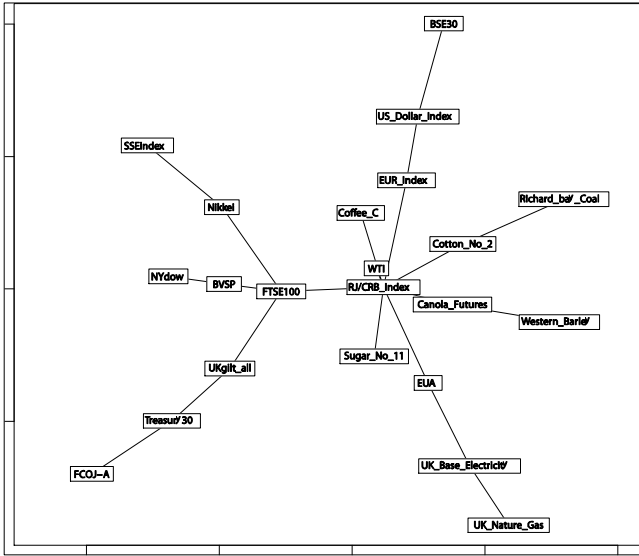 BSE30
US_Dollar_Index
SSEIndex
EUR_Index
Richard_bay_Coal
Nikkei
Coffee_C
Cotton_No_2
WTI
NYdow
BVSP
FTSE100
RJ/CRB_Index
Canola_Futures
Western_Barley
Sugar_No_11
UKgilt_all
EUA
Treasury30
FCOJ-A
UK_Base_Electricity
UK_Nature_Gas